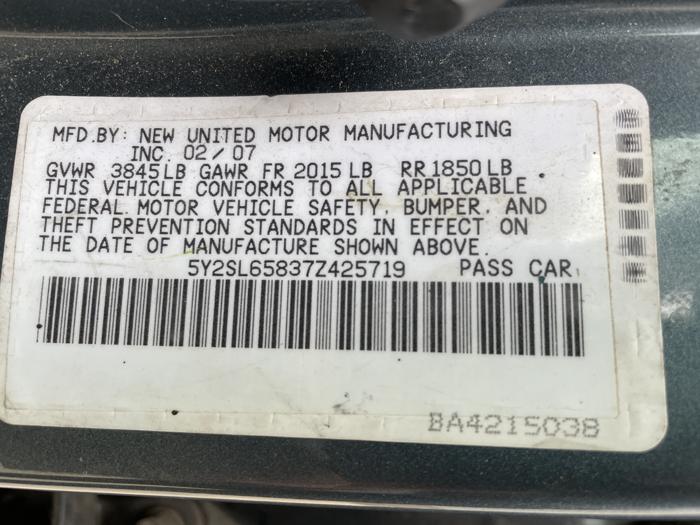 MFD.BY: NEW UNITED MOTOR MANUFACTURING
INC. 02/07
GVWR 3845LB GAWR FR 2015LB RR1850LB
THIS VEHICLE CONFORMS TO ALL APPLICABLE
FEDERAL MOTOR VEHICLE SAFETY, BUMPER, AND
THEFT PREVENTION STANDARDS IN EFFECT ON
THE DATE OF MANUFACTURE SHOWN ABOVE.
5Y2SL65837Z425719 PASS CAR
BA4215038